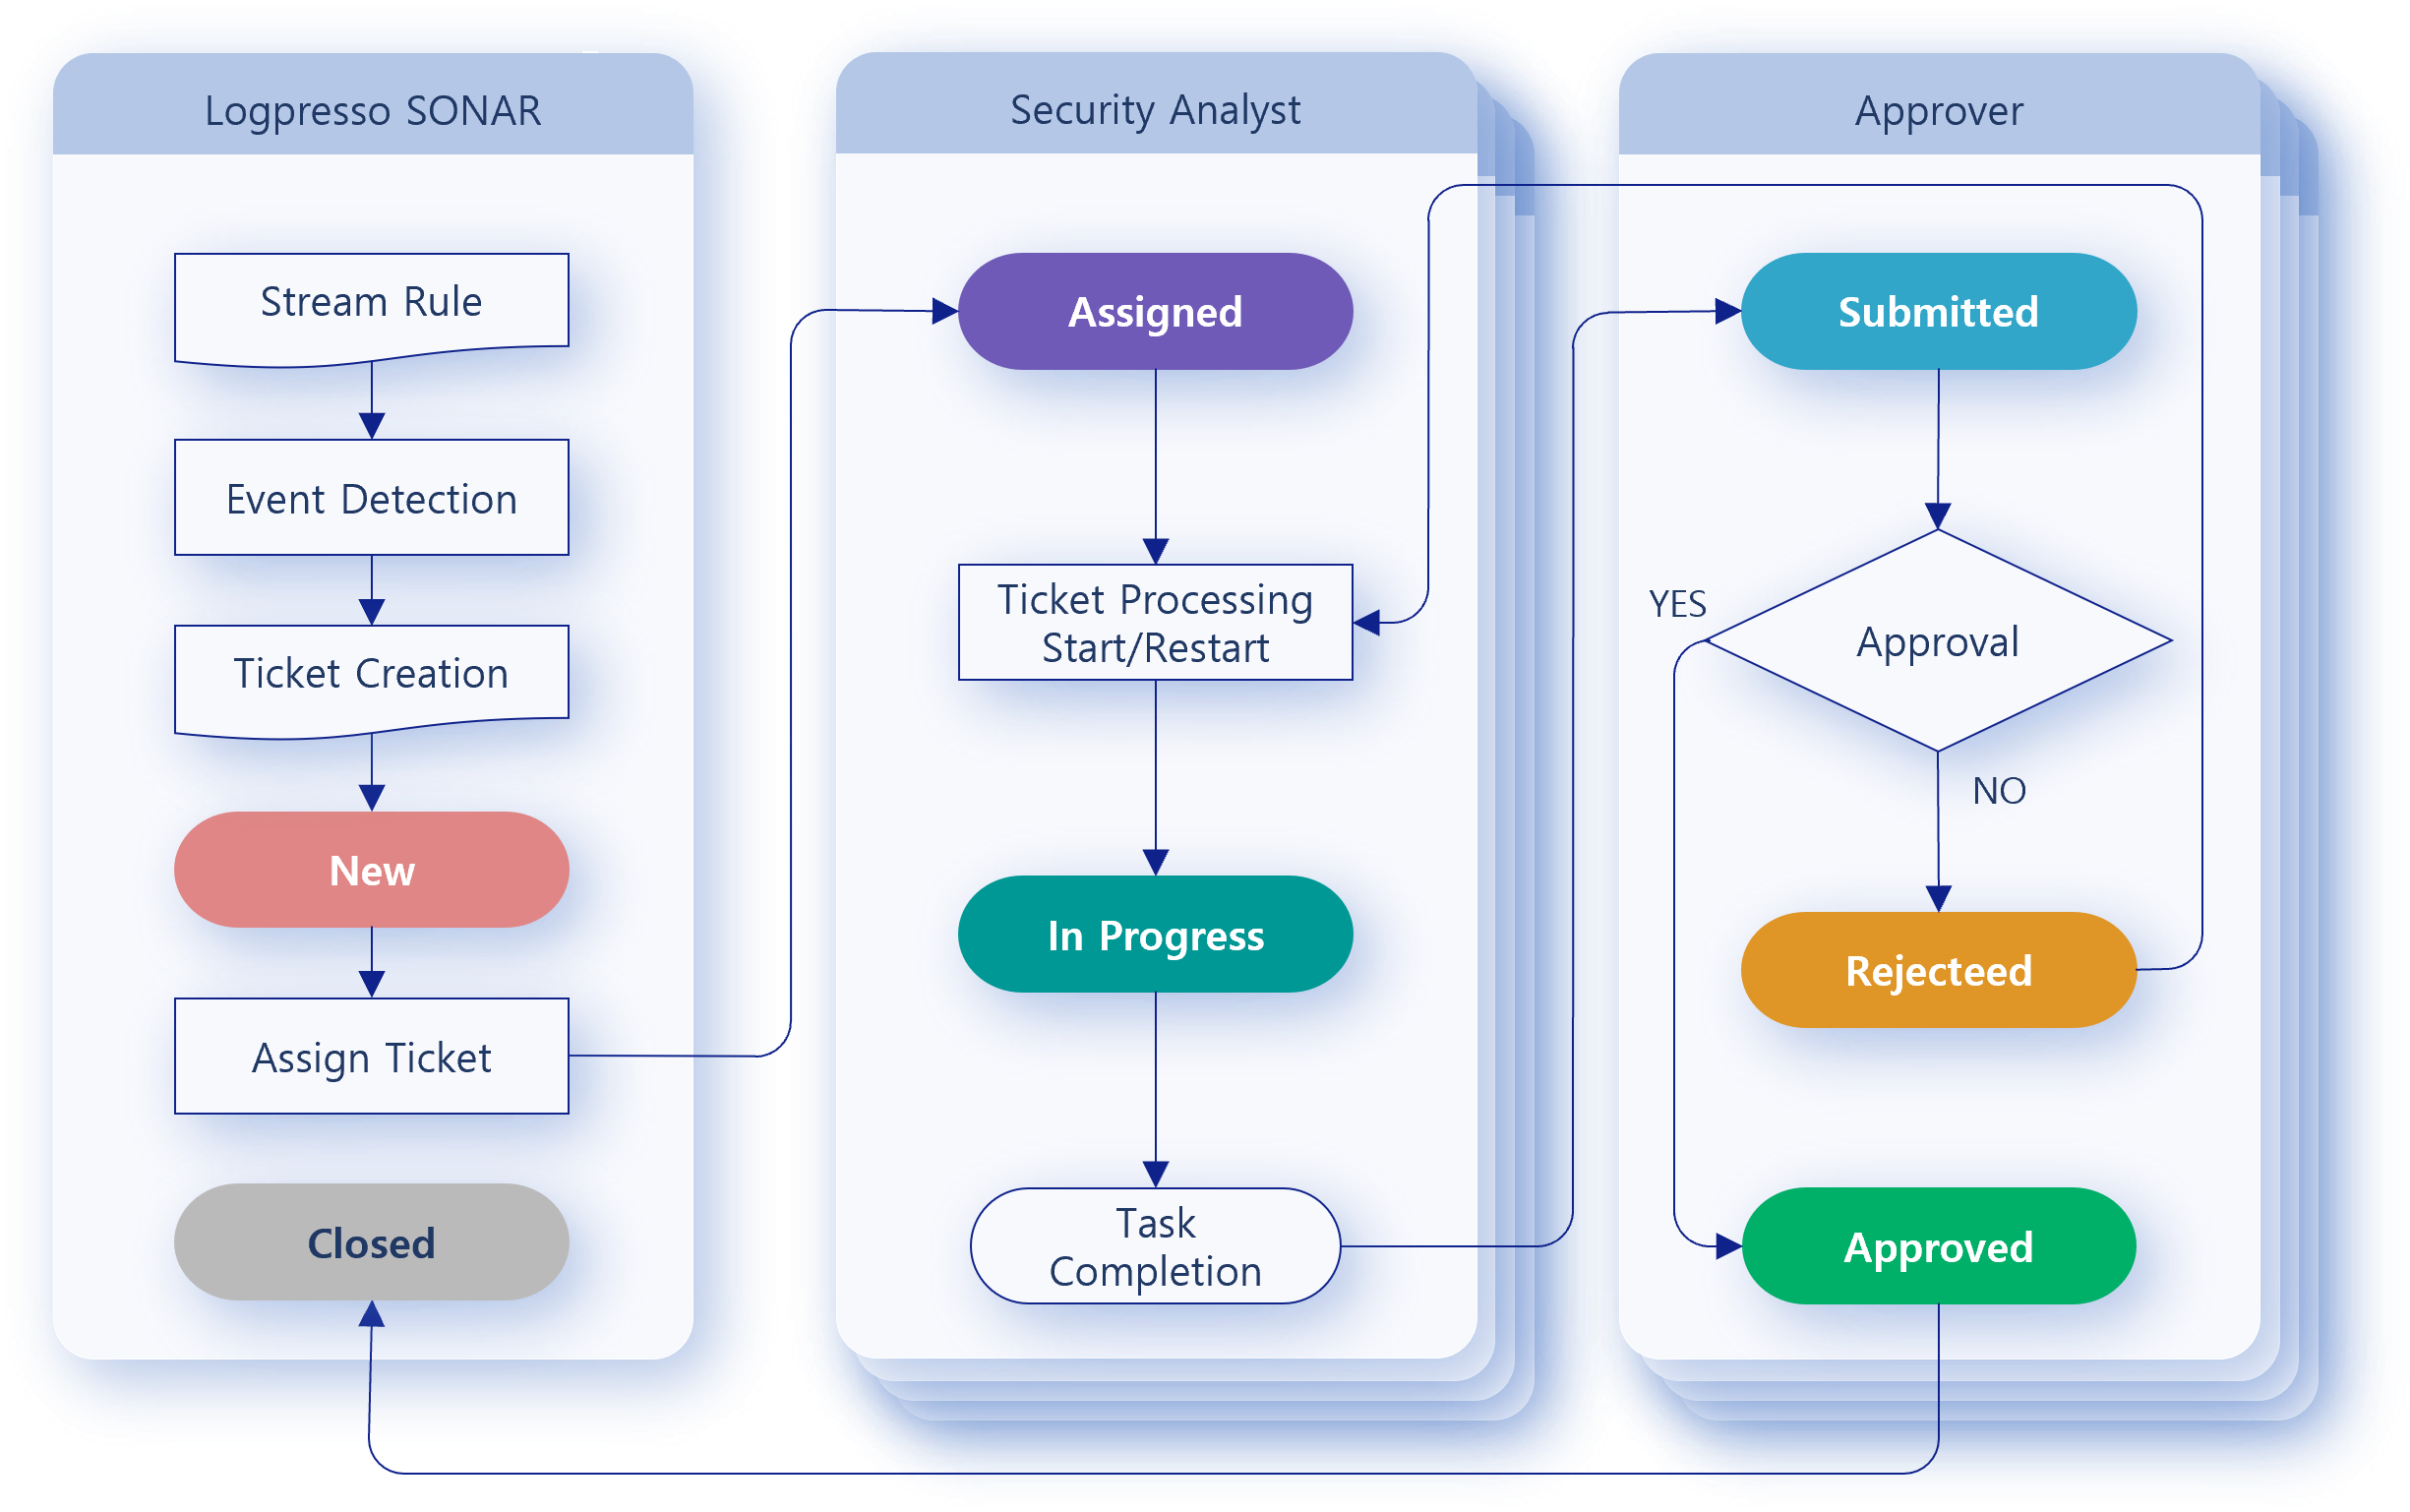 Logpresso SONAR
Stream Rule
Event Detection
Ticket Creation
New
Assign Ticket
Closed
Security Analyst
Assigned
Ticket Processing
Start/Restart
In Progress
Task
Completion
Approver
Submitted
YES
Approval
NO
Rejecteed
Approved